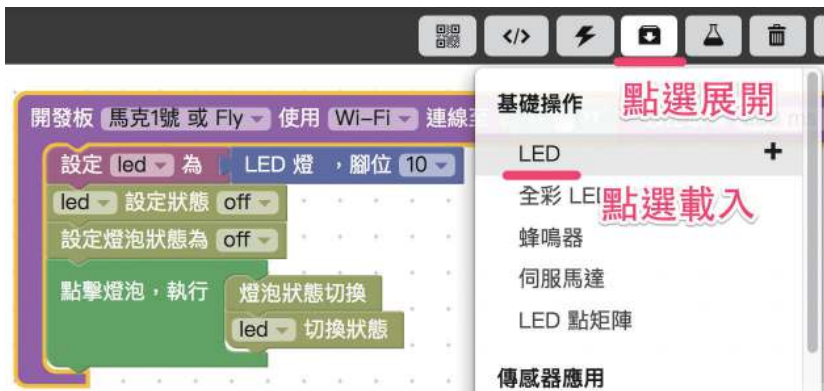 </>
基礎操作
點選展開
開發板 馬克1號 或 Fly 使用 Wi-Fi 連線至
LED +
設定 led 為 LED 燈 ，腳位 10
led 設定狀態 off
全彩 LE
點選載入
設定燈泡狀態為 off
蜂鳴器
點擊燈泡，執行 燈泡狀態切換
伺服馬達
led 切換狀態
LED 點矩陣
傳感器應用